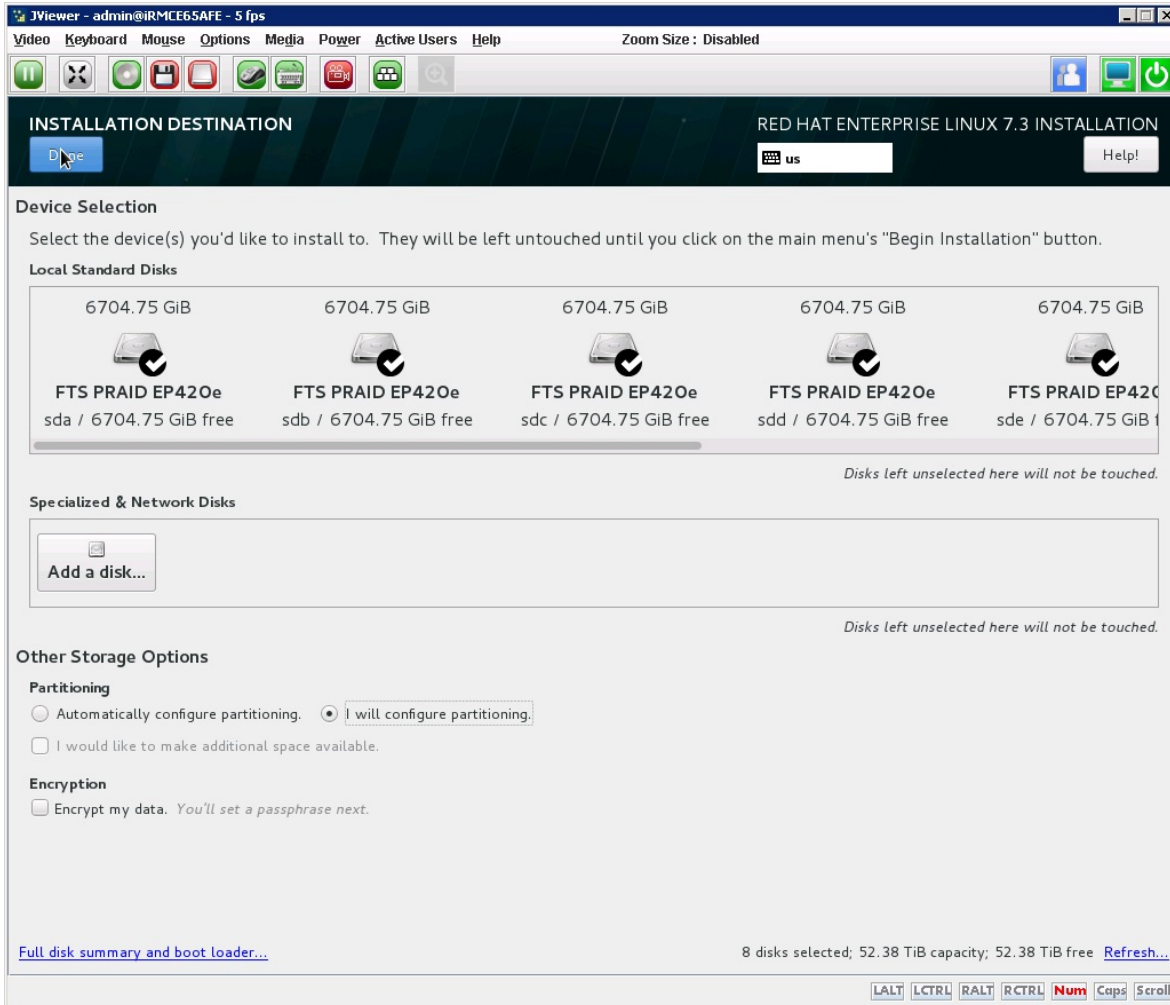 JViewer - admin@iRMCE65AFE - 5 fps
Video Keyboard Mouse Options Media Power Active Users Help Zoom Size : Disabled
INSTALLATION DESTINATION
RED HAT ENTERPRISE LINUX 7.3 INSTALLATION
us
Help!
Device Selection
Select the device(s) you'd like to install to. They will be left untouched until you click on the main menu's "Begin Installation" button.
Local Standard Disks
6704.75 GiB 6704.75 GiB 6704.75 GiB 6704.75 GiB 6704.75 GiB
FTS PRAID EP420e FTS PRAID EP420e FTS PRAID EP420e FTS PRAID EP420e FTS PRAID
sda / 6704.75 GiB free sdb / 6704.75 GiB free sdc / 6704.75 GiB free sdd / 6704.75 GiB free sde / 6704.75 GiB
Disks left unselected here will not be touched.
Specialized & Network Disks
Add a disk...
Disks left unselected here will not be touched.
Other Storage Options
Partitioning
Automatically configure partitioning. I will configure partitioning.
I would like to make additional space available.
Encryption
Encrypt my data. You'll set a passphrase next.
Full disk summary and boot loader...
8 disks selected; 52.38 TiB capacity; 52.38 TiB free Refresh...
LALT LCTRL RALT RCTRL Num Caps Scroll